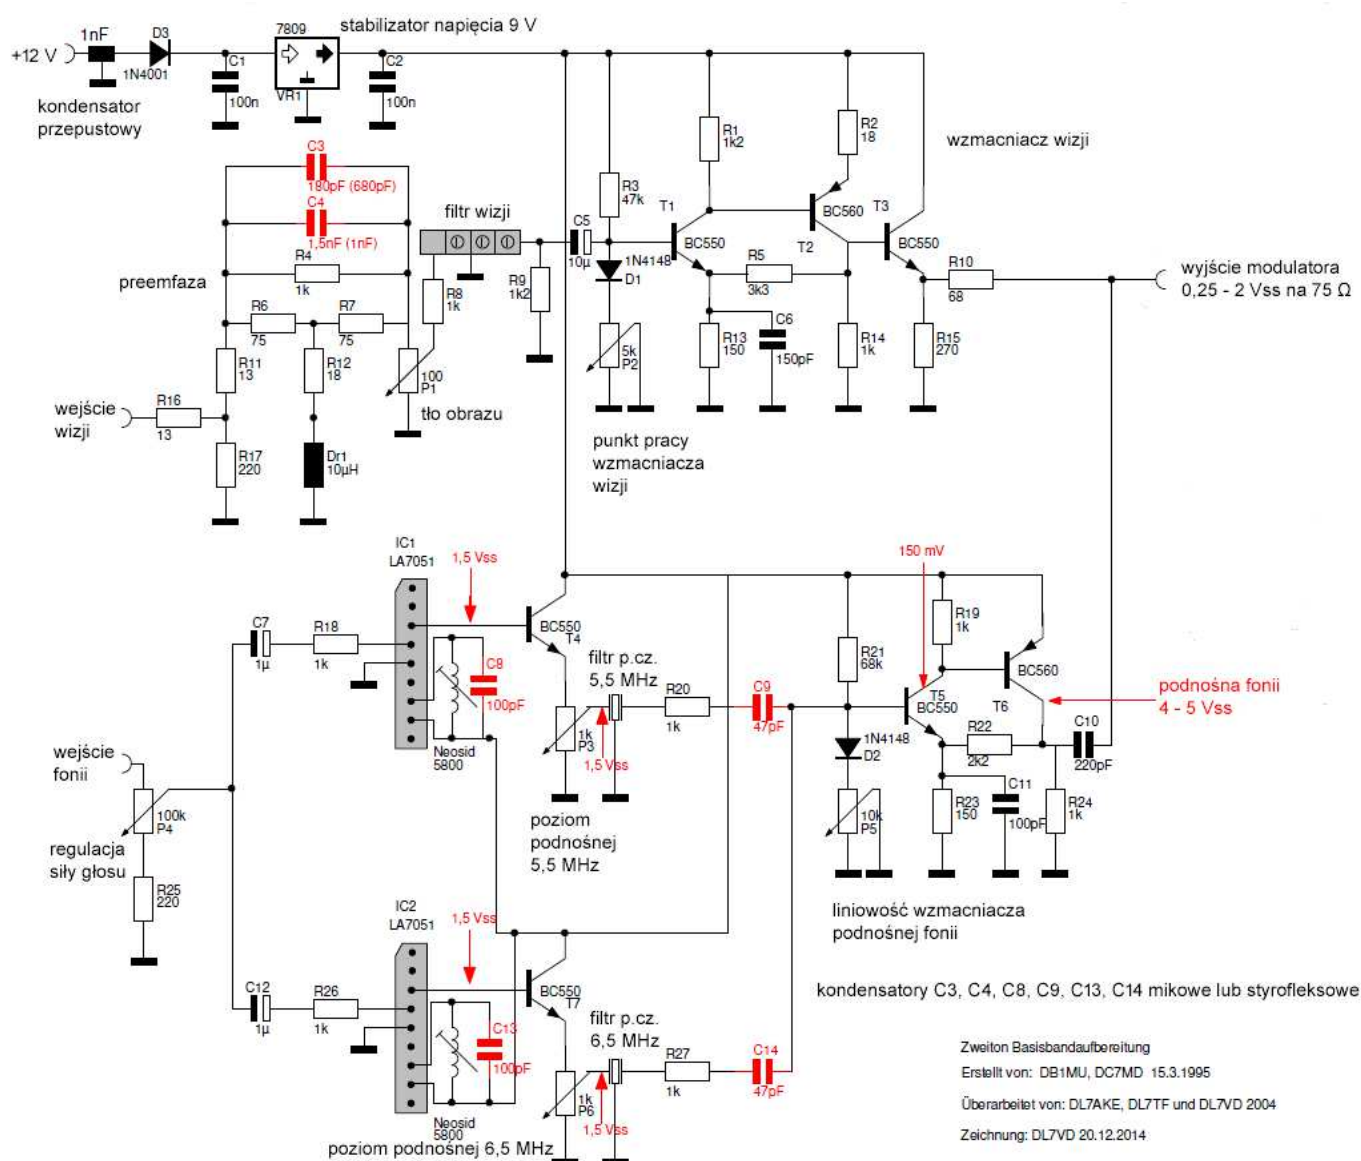 stabilizator napięcia 9 V
+12 V
1nF
D3
1N4001
kondensator
przepustowy
C1
100n
7809
VR1
C2
100n
C3
180pF (680pF)
C4
1,5nF (1nF)
R4
1k
preemfaza
R6
75
R7
75
R11
13
R12
18
R16
13
wejście
wizji
R17
220
Dr1
10µH
100
P1
tło obrazu
filtr wizji
R8
1k
R9
1k2
C5
10µ
R3
47k
1N4148
D1
5k
P2
punkt pracy
wzmacniacza
wizji
T1
BC550
R1
1k2
R5
3k3
R13
150
C6
150pF
R2
18
BC560
T2
T3
BC550
R14
1k
R15
270
R10
68
wzmacniacz wizji
wyjście modulatora
0,25 - 2 Vss na 75 Ω
IC1
LA7051
1,5 Vss
C7
1µ
R18
1k
C8
100pF
Neosid
5800
BC550
T4
1k
P3
filtr p.cz.
5,5 MHz
1,5 Vss
R20
1k
C9
47pF
poziom
podnośnej
5,5 MHz
wejście
fonii
100k
P4
regulacja
siły głosu
R25
220
150 mV
R21
68k
1N4148
D2
10k
P5
R19
1k
T5
BC550
BC560
T6
R22
2k2
R23
150
C11
100pF
R24
1k
C10
220pF
podnośna fonii
4 - 5 Vss
liniowość wzmacniacza
podnośnej fonii
IC2
LA7051
1,5 Vss
C12
1µ
R26
1k
C13
100pF
Neosid
5800
BC550
T7
1k
P6
filtr p.cz.
6,5 MHz
1,5 Vss
R27
1k
C14
47pF
poziom podnośnej 6,5 MHz
kondensatory C3, C4, C8, C9, C13, C14 mikowe lub styrofleksowe
Zweiton Basisbandaufbereitung
Erstellt von: DB1MU, DC7MD 15.3.1995
Überarbeitet von: DL7AKE, DL7TF und DL7VD 2004
Zeichnung: DL7VD 20.12.2014